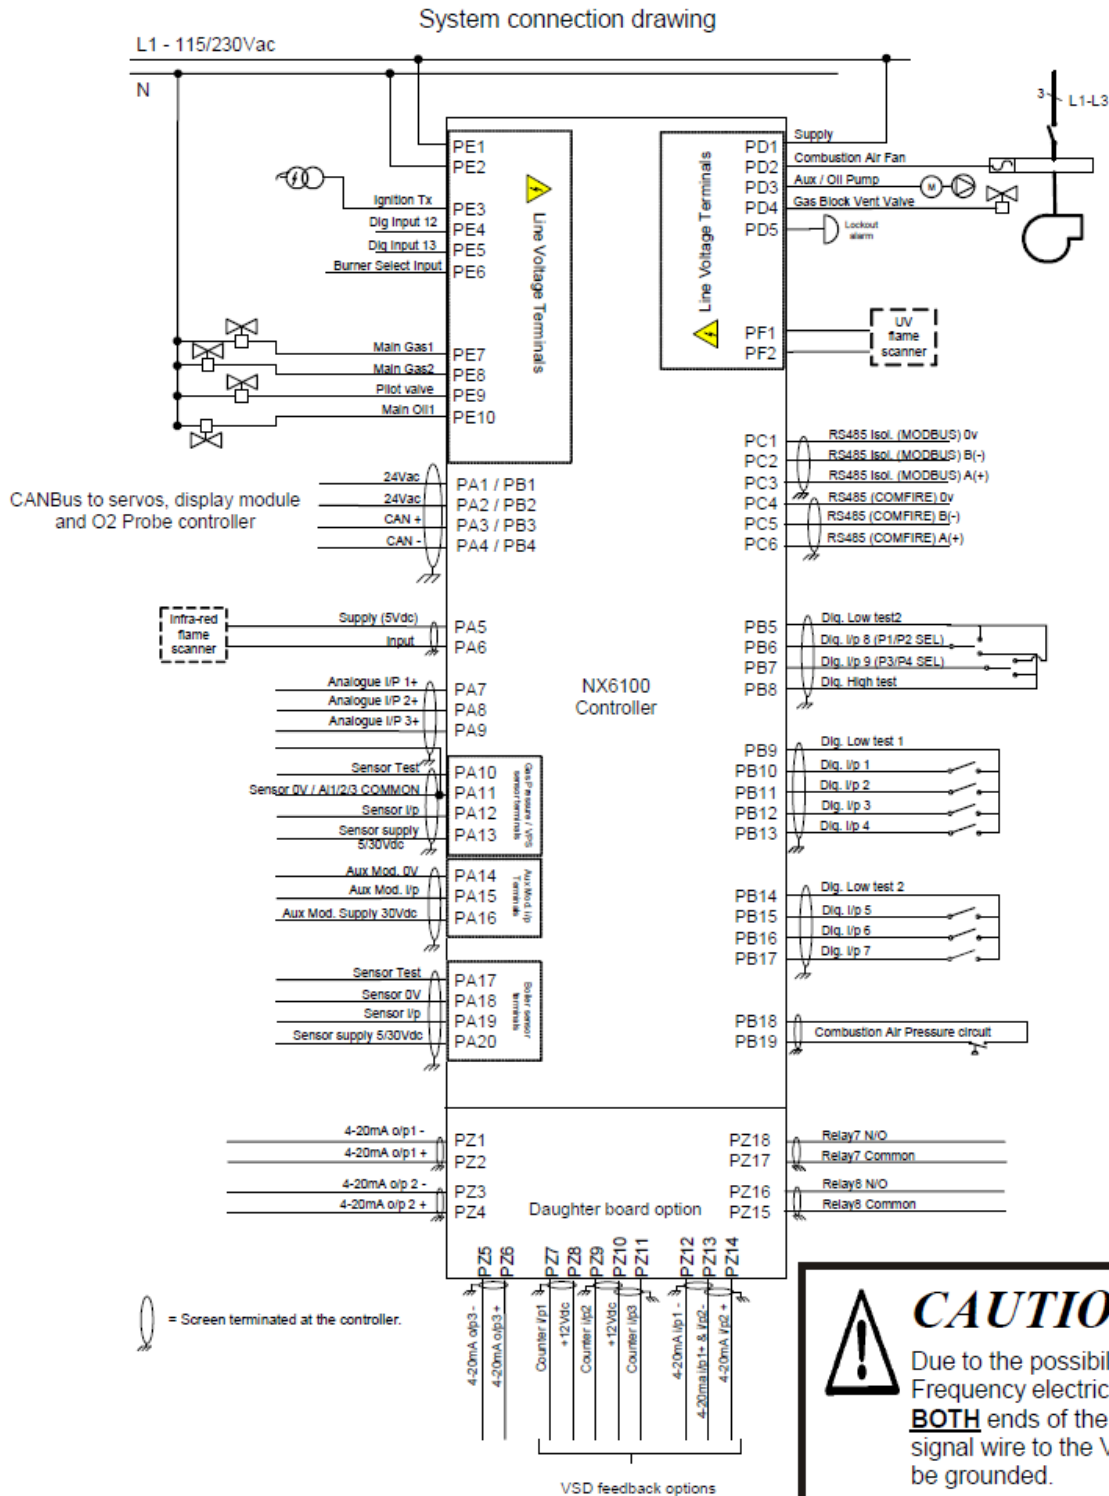 System connection drawing
L1 - 115/230Vac
N
3
L1-L3
PE1
PE2
Ignition Tx
PE3
Dig Input 12
PE4
Dig Input 13
PE5
Burner Select Input
PE6
Main Gas1
PE7
Main Gas2
PE8
Pilot valve
PE9
Main Oil1
PE10
Line Voltage Terminals
Line Voltage Terminals
Supply
PD1
Combustion Air Fan
PD2
Aux / Oil Pump
PD3
M
Gas Block Vent Valve
PD4
PD5
Lockout
alarm
PF1
PF2
UV
flame
scanner
CANBus to servos, display module
and O2 Probe controller
24Vac
PA1 / PB1
24Vac
PA2 / PB2
CAN +
PA3 / PB3
CAN -
PA4 / PB4
PC1
RS485 Isol. (MODBUS) 0v
PC2
RS485 Isol. (MODBUS) B(-)
PC3
RS485 Isol. (MODBUS) A(+)
PC4
RS485 (COMFIRE) 0v
PC5
RS485 (COMFIRE) B(-)
PC6
RS485 (COMFIRE) A(+)
Infra-red
flame
scanner
Supply (5Vdc)
PA5
Input
PA6
Analogue I/P 1+
PA7
Analogue I/P 2+
PA8
Analogue I/P 3+
PA9
NX6100
Controller
PB5
Dig. Low test2
PB6
Dig. I/p 8 (P1/P2 SEL)
PB7
Dig. I/p 9 (P3/P4 SEL)
PB8
Dig. High test
Sensor Test
PA10
Sensor 0V / AI1/2/3 COMMON
PA11
Sensor I/p
PA12
Sensor supply
5/30Vdc
PA13
Gas Pressure / VPS
sensor terminals
PB9
Dig. Low test 1
PB10
Dig. I/p 1
PB11
Dig. I/p 2
PB12
Dig. I/p 3
PB13
Dig. I/p 4
Aux Mod. 0V
PA14
Aux Mod. I/p
PA15
Aux Mod. Supply 30Vdc
PA16
Aux Mod. i/p
Terminals
PB14
Dig. Low test 2
PB15
Dig. I/p 5
PB16
Dig. I/p 6
PB17
Dig. I/p 7
Sensor Test
PA17
Sensor 0V
PA18
Sensor I/p
PA19
Sensor supply 5/30Vdc
PA20
Boiler sensor
terminals
PB18
PB19
Combustion Air Pressure circuit
4-20mA o/p1 -
PZ1
4-20mA o/p1 +
PZ2
4-20mA o/p 2 -
PZ3
4-20mA o/p 2 +
PZ4
Daughter board option
PZ18
Relay7 N/O
PZ17
Relay7 Common
PZ16
Relay8 N/O
PZ15
Relay8 Common
PZ5
PZ6
PZ7
PZ8
PZ9
PZ10
PZ11
PZ12
PZ13
PZ14
4-20mA o/p3 -
4-20mA o/p3 +
Counter i/p1
+12Vdc
Counter i/p2
+12Vdc
Counter i/p3
4-20mA i/p1 -
4-20ma i/p1+ & i/p2-
4-20mA i/p2 +
VSD feedback options
= Screen terminated at the controller.
CAUTIO
Due to the possibil
Frequency electric
BOTH ends of the
signal wire to the V
be grounded.